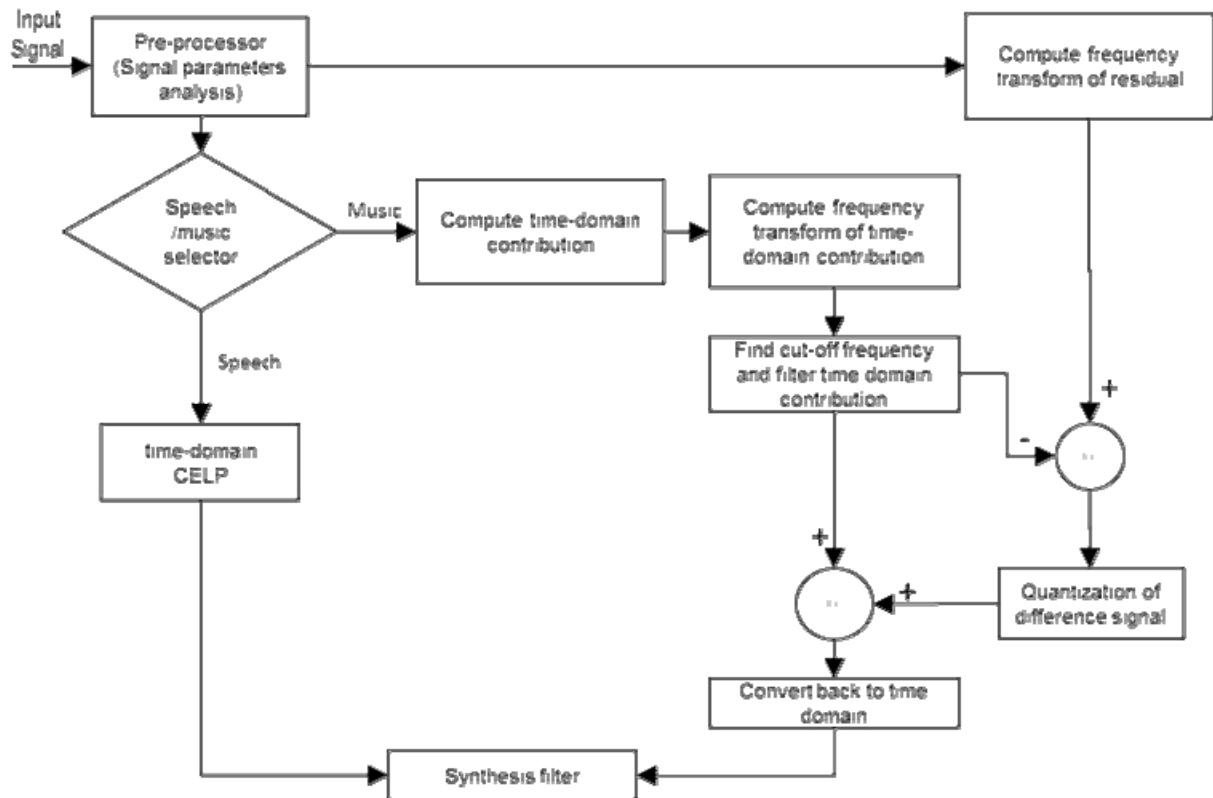 Input
Signal
Pre-processor
(Signal parameters
analysis)
Compute frequency
transform of residual
Speech
/music
selector
Music
Compute time-domain
contribution
Compute frequency
transform of time-
domain contribution
Speech
Find cut-off frequency
and filter time domain
contribution
+
-
time-domain
CELP
+
+
Quantization of
difference signal
Convert back to time
domain
Synthesis filter